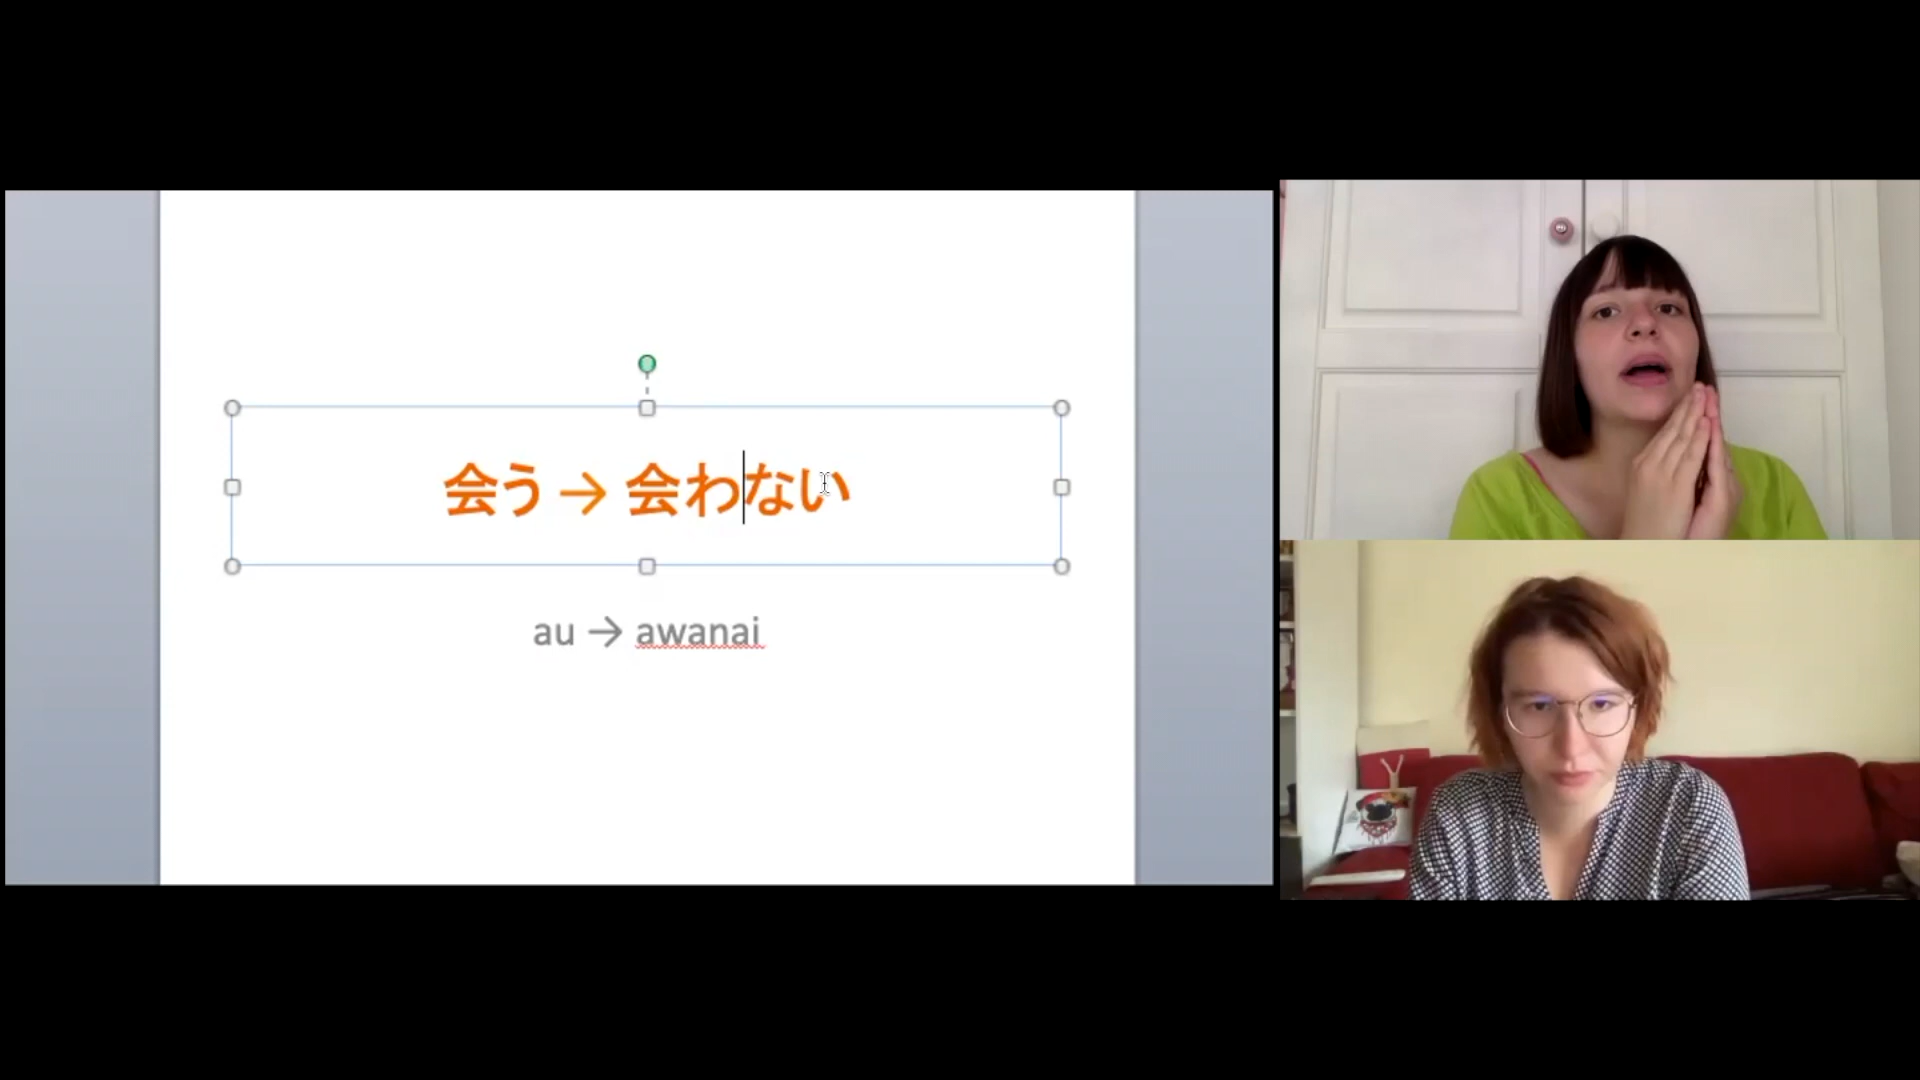 会う → 会わない
au → awanai